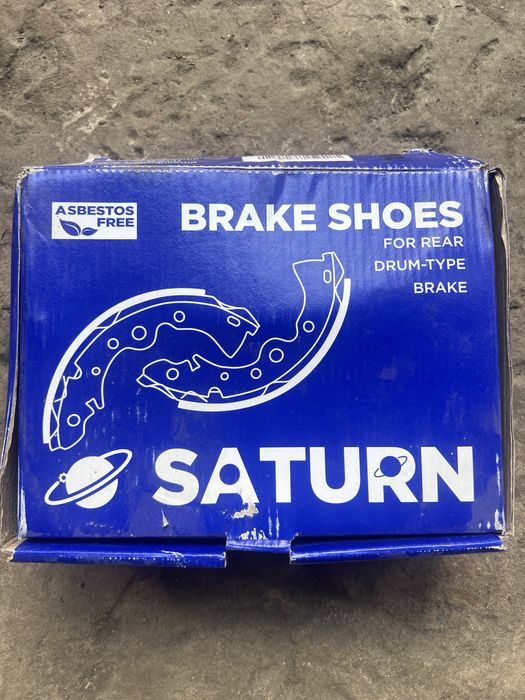 ASBESTOS
FREE
BRAKE SHOES
FOR REAR
DRUM-TYPE
BRAKE
SATURN